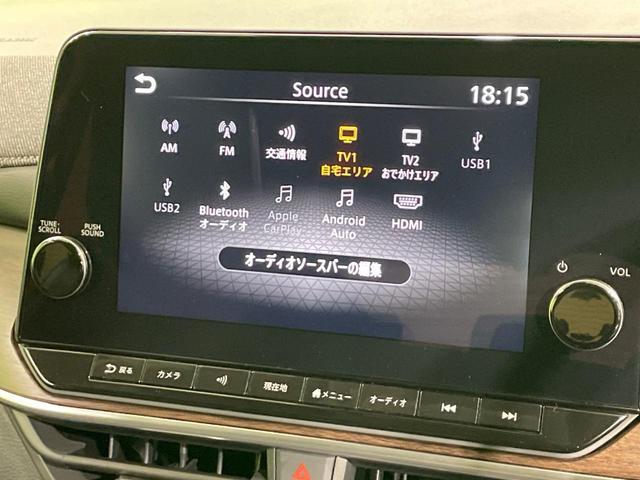 Source
18:15
AM
FM
交通情報
TV1
自宅エリア
TV2
おでかけエリア
USB1
USB2
Bluetooth
オーディオ
Apple
CarPlay
Android
Auto
HDMI
オーディオソースバーの編集
TUNE·
SCROLL
PUSH
SOUND
VOL
戻る
カメラ
現在地
メニュー
オーディオ